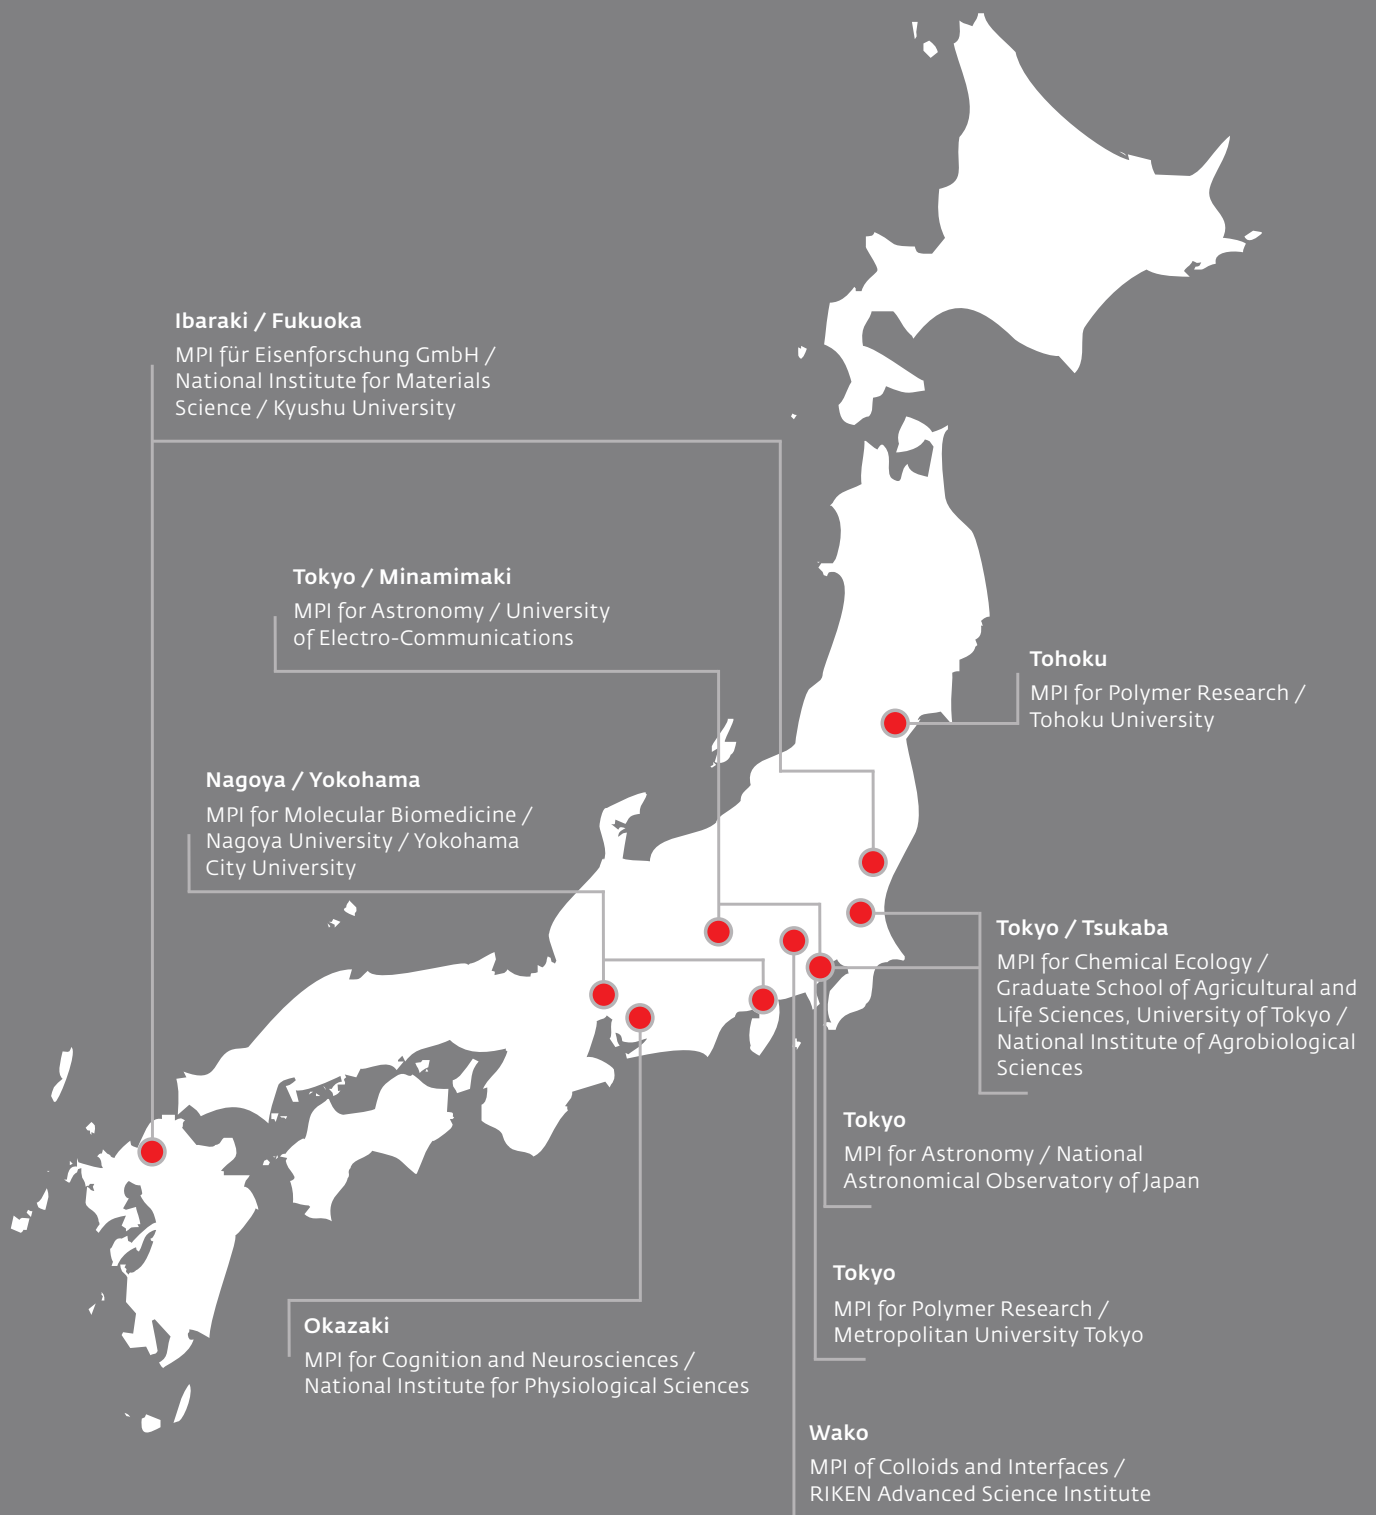 Ibaraki / Fukuoka
MPI für Eisenforschung GmbH /
National Institute for Materials
Science / Kyushu University
Tokyo / Minamimaki
MPI for Astronomy / University
of Electro-Communications
Tohoku
MPI for Polymer Research /
Tohoku University
Nagoya / Yokohama
MPI for Molecular Biomedicine /
Nagoya University / Yokohama
City University
Tokyo / Tsukaba
MPI for Chemical Ecology /
Graduate School of Agricultural and
Life Sciences, University of Tokyo /
National Institute of Agrobiological
Sciences
Tokyo
MPI for Astronomy / National
Astronomical Observatory of Japan
Tokyo
MPI for Polymer Research /
Metropolitan University Tokyo
Okazaki
MPI for Cognition and Neurosciences /
National Institute for Physiological Sciences
Wako
MPI of Colloids and Interfaces /
RIKEN Advanced Science Institute